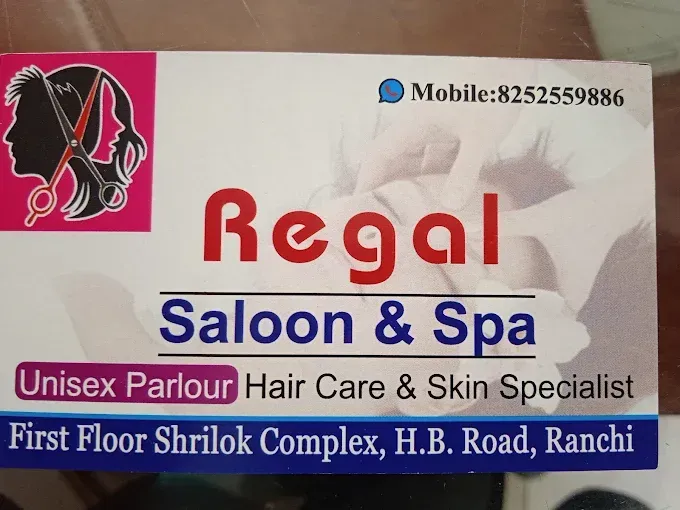 Mobile:8252559886
Regal
Saloon & Spa
Unisex Parlour Hair Care & Skin Specialist
First Floor Shrilok Complex, H.B. Road, Ranchi